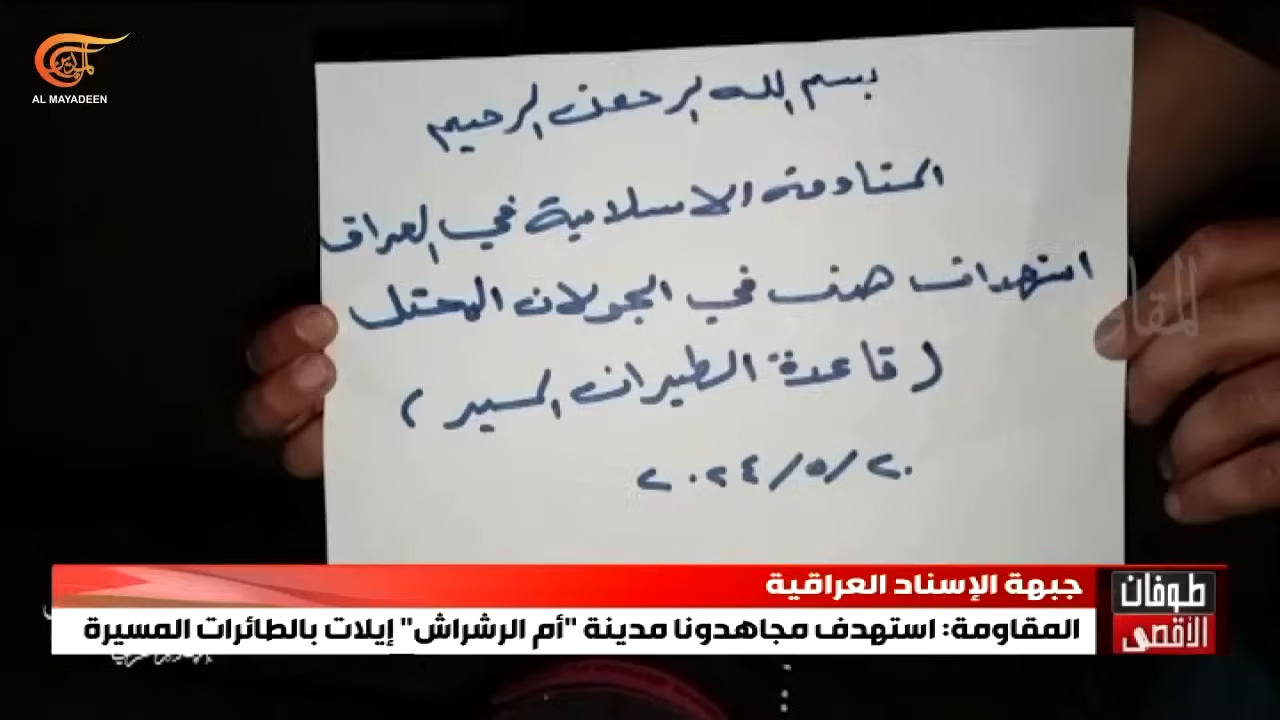 AL MAYADEEN
بسم الله الرحمن الرحيم
المقاومة الاسلامية في العراق
استهداف هدف في الجولان المحتل
(قاعدة الطيران المسير)
٢٠/٥/٢٠٢٤
المقاو
جبهة الإسناد العراقية
طوفان الأقصى
المقاومة: استهدف مجاهدونا مدينة "أم الرشراش" إيلات بالطائرات المسيرة